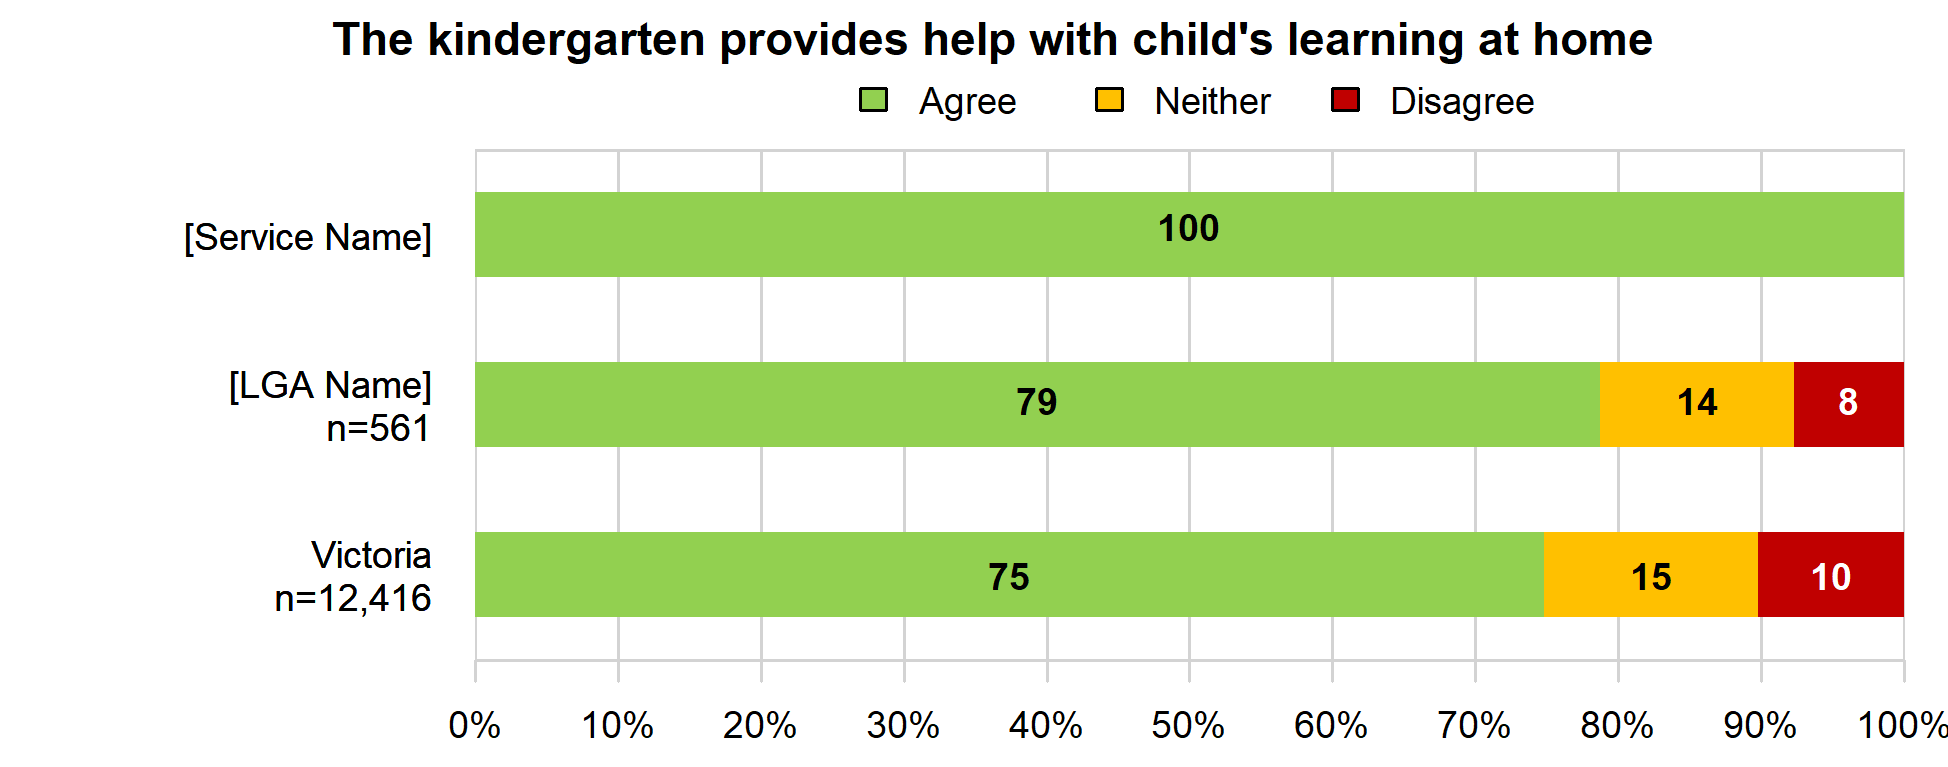 The kindergarten provides help with child's learning at home
Agree Neither Disagree
[Service Name]
100
[LGA Name]
n=561
79 14 8
Victoria
n=12,416
75 15 10
0% 10% 20% 30% 40% 50% 60% 70% 80% 90% 100%